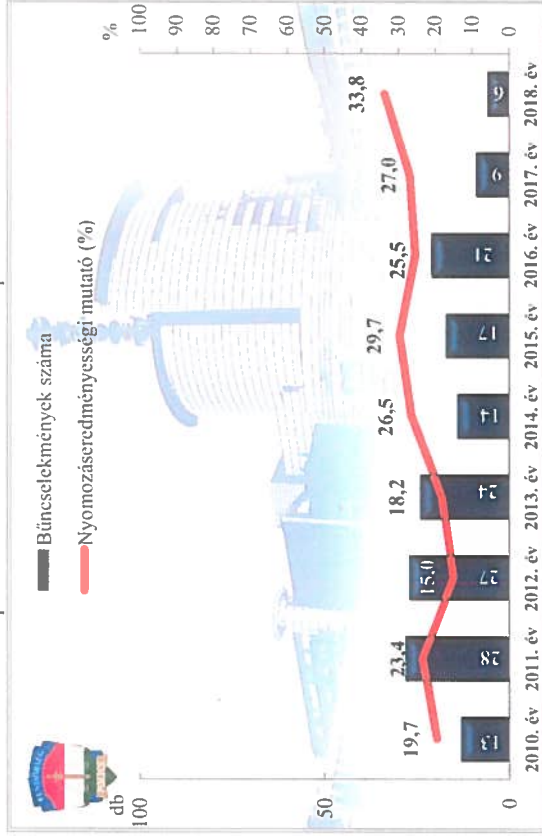 Bűncselekmények száma
Nyomozáseredményességi mutató (%)
db
%
100
50
0
100
90
80
70
60
50
40
30
20
10
0
19,7
23,4
15,0
18,2
26,5
29,7
25,5
27,0
33,8
13
28
27
24
14
17
21
9
6
2010. év
2011. év
2012. év
2013. év
2014. év
2015. év
2016. év
2017. év
2018. év